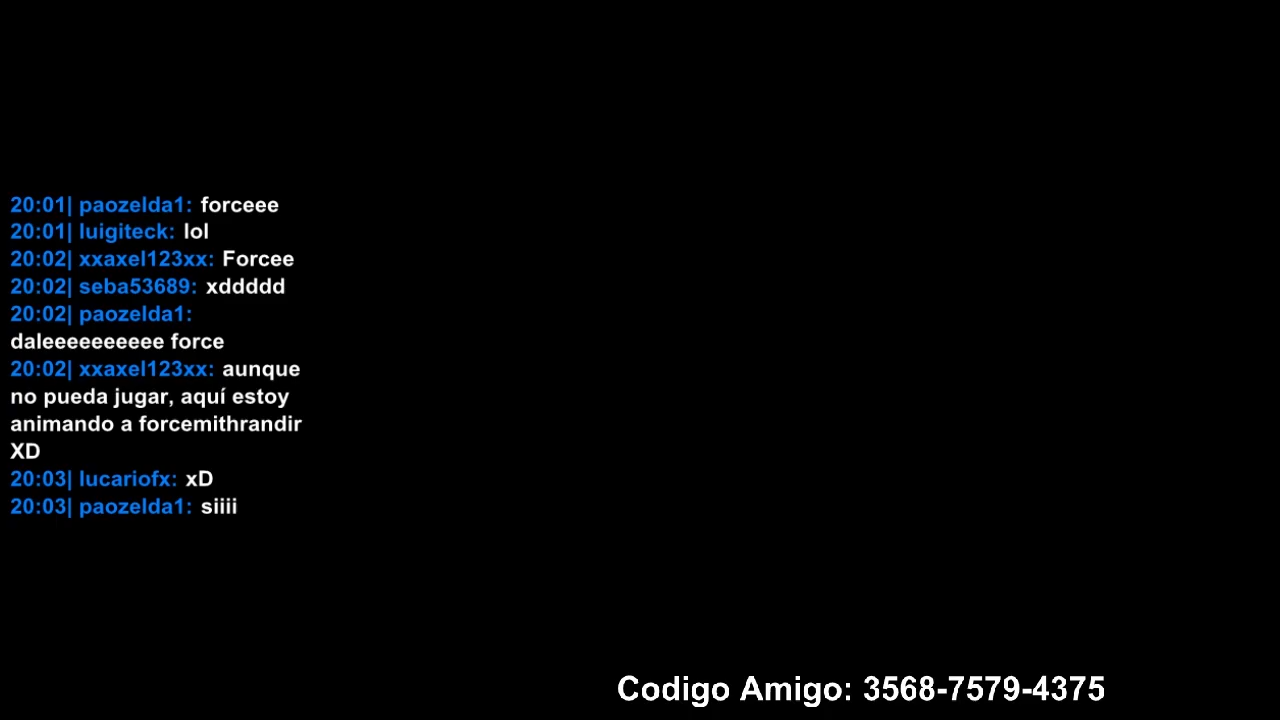 20:01| paozelda1: forceee
20:01| luigiteck: lol
20:02| xxaxel123xx: Forcee
20:02| seba53689: xddddd
20:02| paozelda1:
daleeeeeeeeee force
20:02| xxaxel123xx: aunque
no pueda jugar, aquí estoy
animando a forcemithrandir
XD
20:03| lucariofx: xD
20:03| paozelda1: siiii
Codigo Amigo: 3568-7579-4375